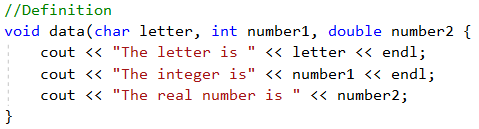 //Definition
void data(char letter, int number1, double number2 {
    cout << "The letter is " << letter << endl;
    cout << "The integer is" << number1 << endl;
    cout << "The real number is " << number2;
}